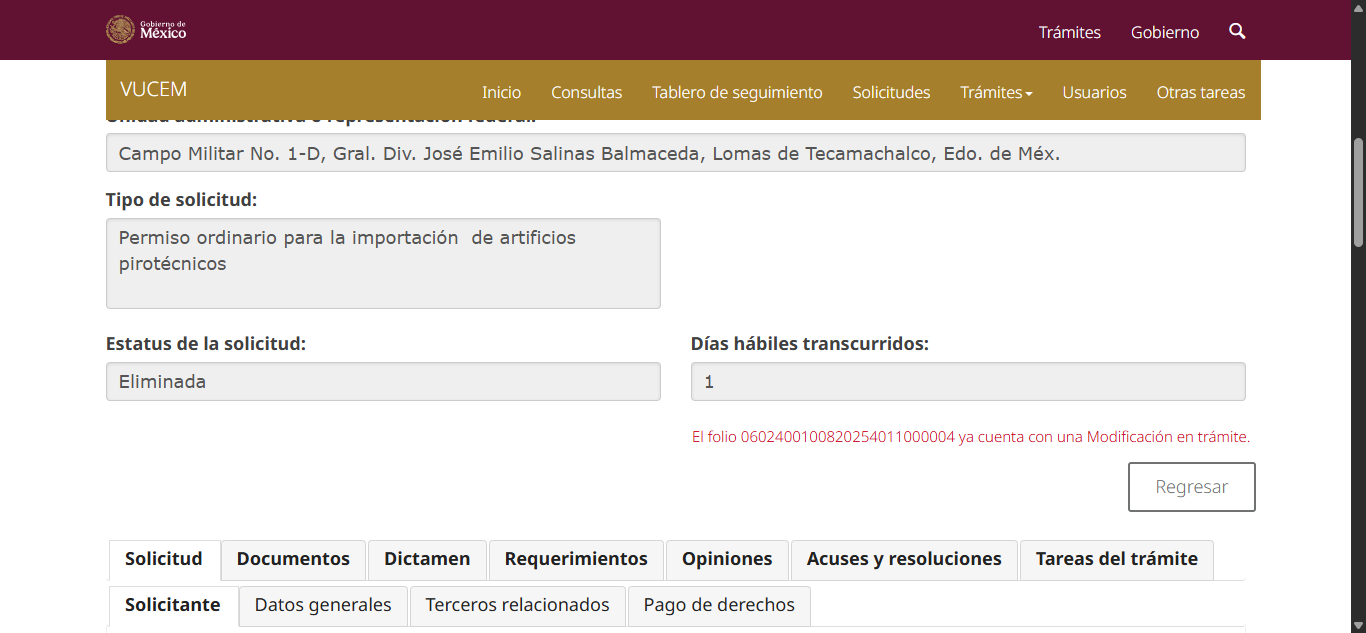 Gobierno de
México
Trámites
Gobierno
VUCEM
Inicio
Consultas
Tablero de seguimiento
Solicitudes
Trámites
Usuarios
Otras tareas
Unidad administrativa o representación federal:
Campo Militar No. 1-D, Gral. Div. José Emilio Salinas Balmaceda, Lomas de Tecamachalco, Edo. de Méx.
Tipo de solicitud:
Permiso ordinario para la importación  de artificios
pirotécnicos
Estatus de la solicitud:
Días hábiles transcurridos:
Eliminada
1
El folio 0602400100820254011000004 ya cuenta con una Modificación en trámite.
Regresar
Solicitud
Documentos
Dictamen
Requerimientos
Opiniones
Acuses y resoluciones
Tareas del trámite
Solicitante
Datos generales
Terceros relacionados
Pago de derechos